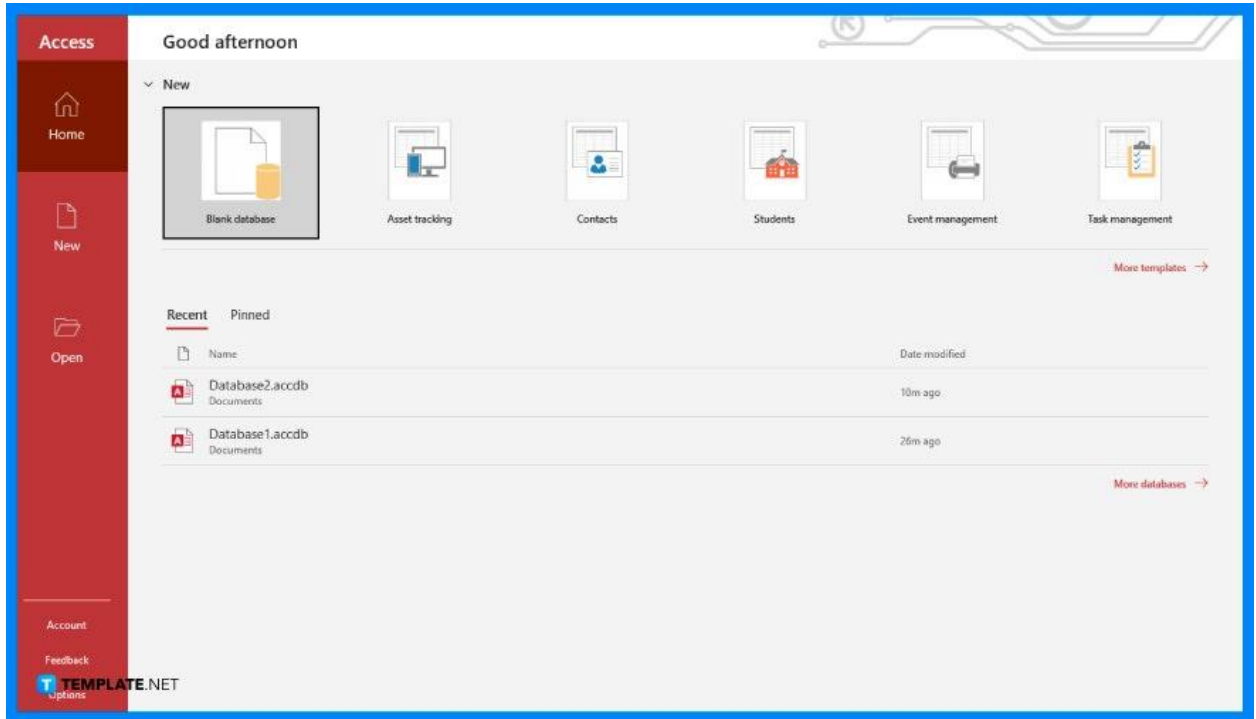 Access
Good afternoon
Home
New
Open
Account
Feedback
Options
New
Blank database
Asset tracking
Contacts
Students
Event management
Task management
More templates →
Recent Pinned
Name Date modified
Database2.accdb
Documents
10m ago
Database1.accdb
Documents
26m ago
More databases →
T TEMPLATE.NET